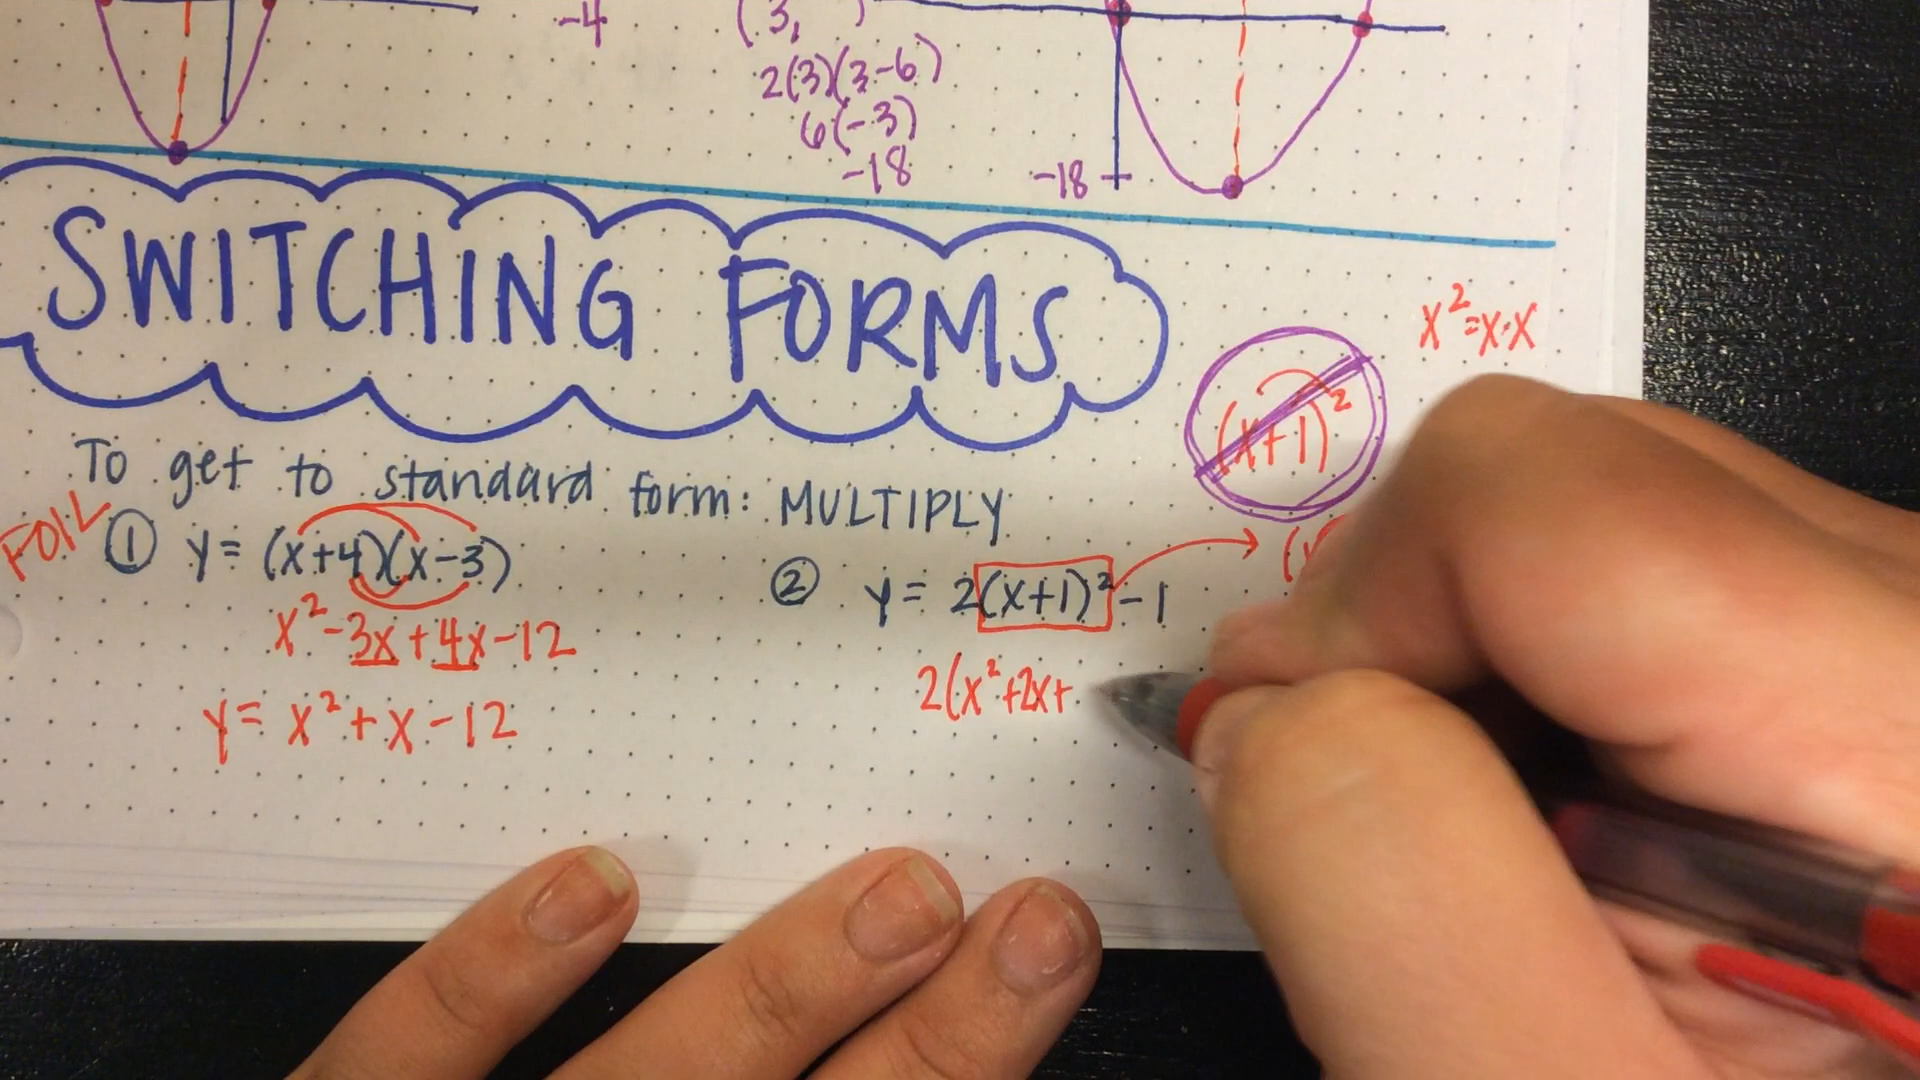 -4
(3, )
2(3)(3-6)
6(-3)
-18
-18
SWITCHING FORMS
x²=x·x
(x+1)²
To get to standard form: MULTIPLY
FOIL
① y= (x+4)(x-3)
x²-3x+4x-12
y= x²+x-12
② y= 2(x+1)²-1
2(x²+2x+